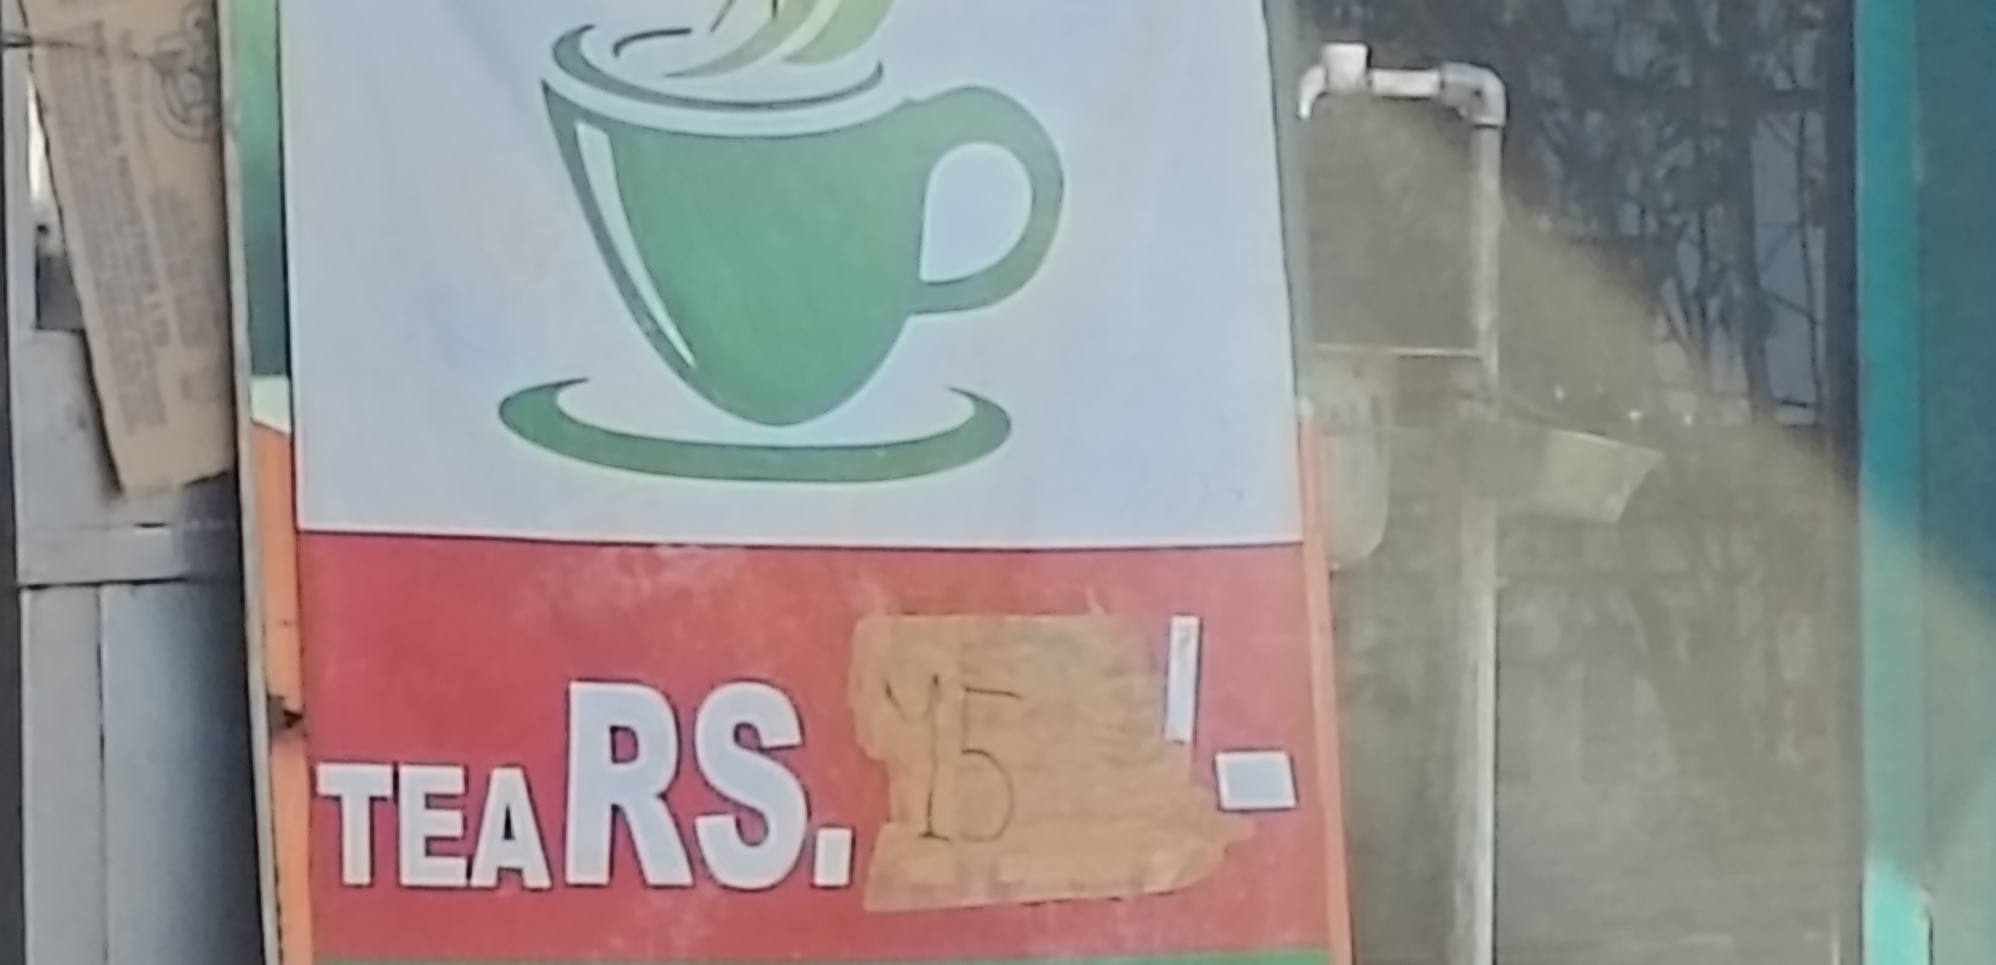 TEA RS. 15/-